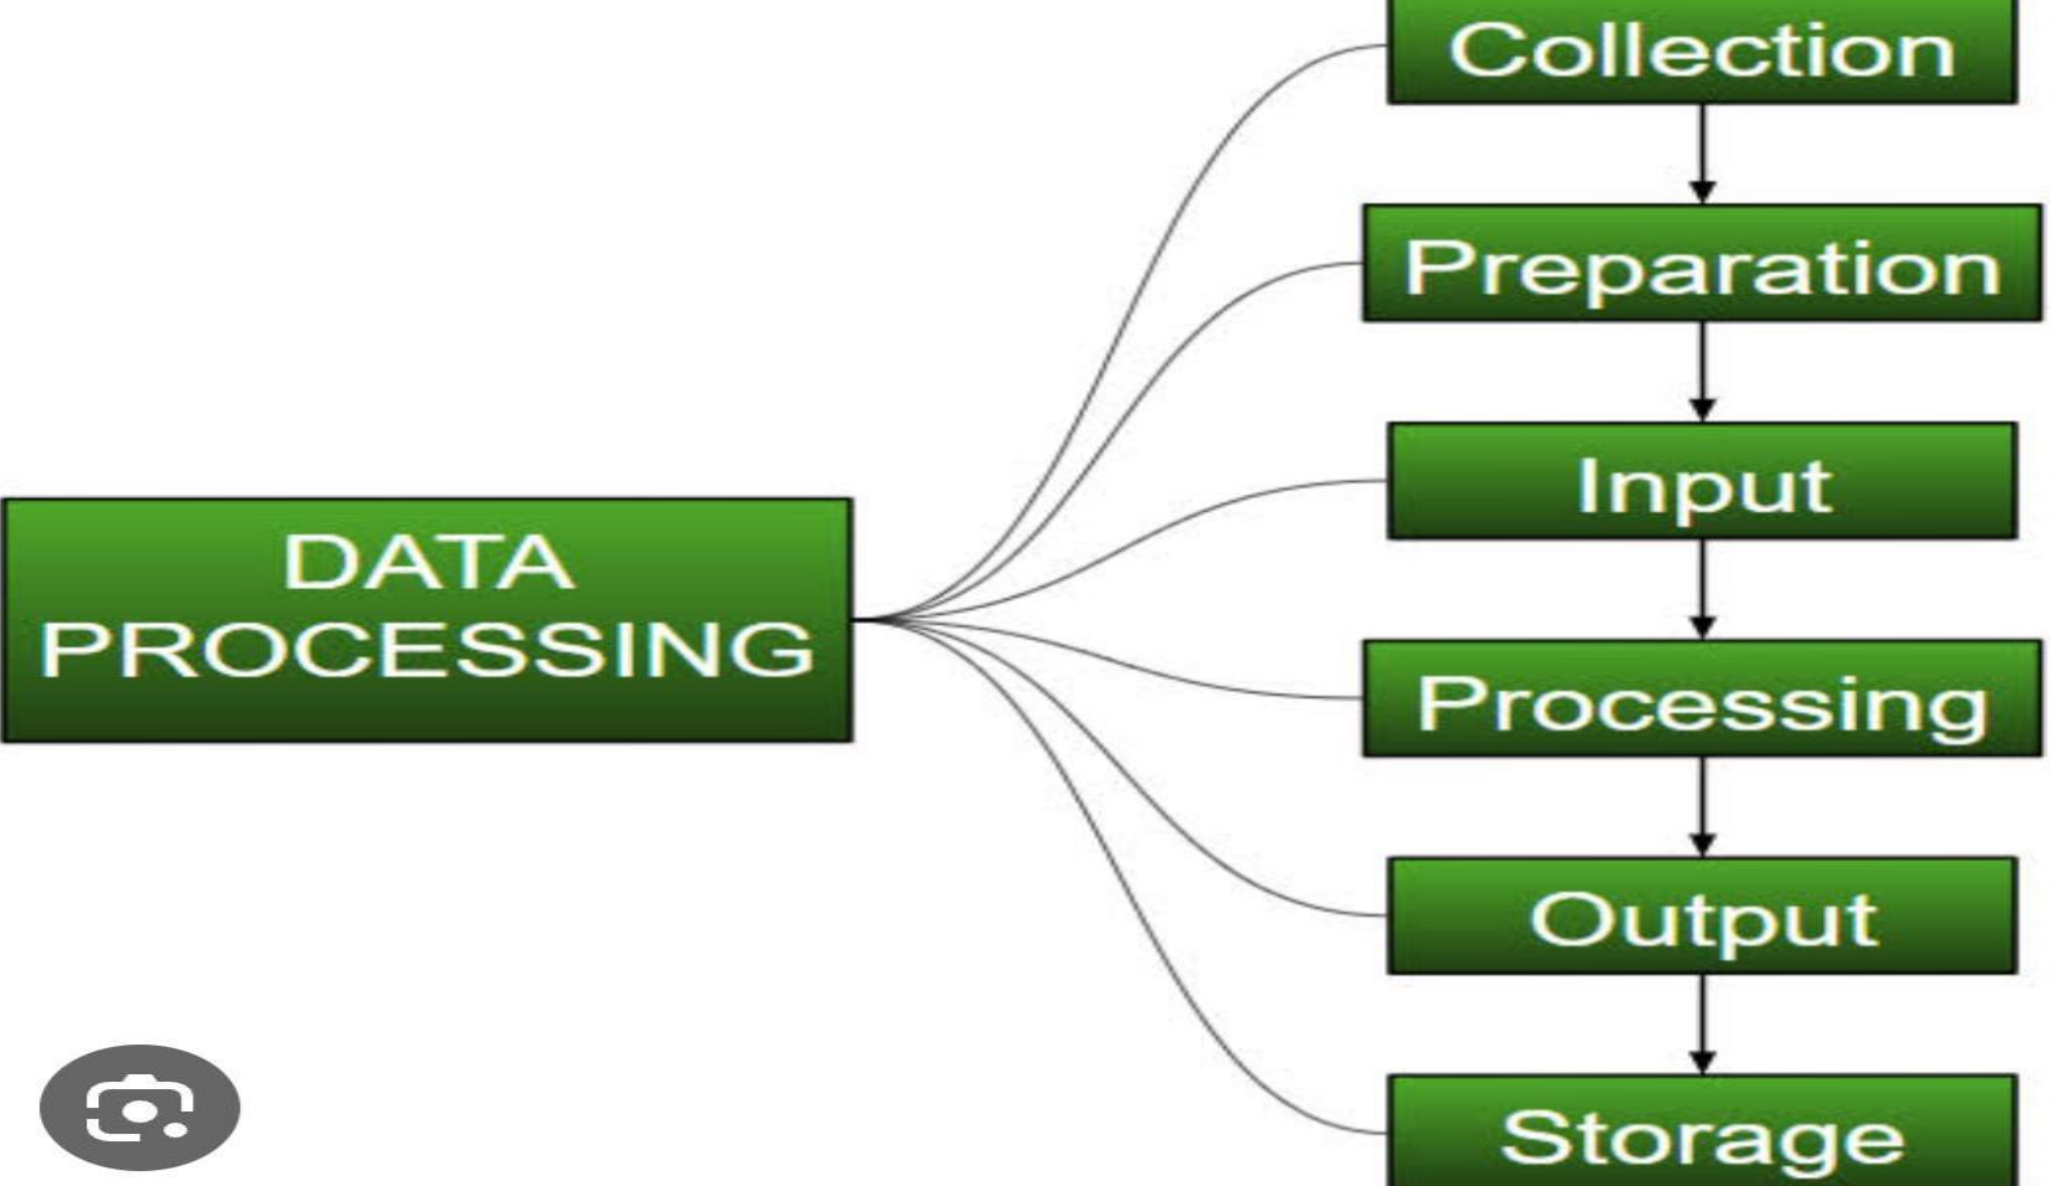 Collection
Preparation
Input
DATA
PROCESSING
Processing
Output
Storage